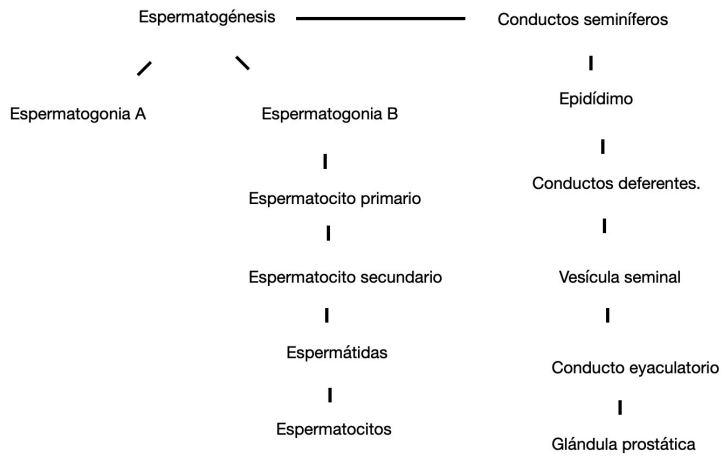 Espermatogénesis
Conductos seminíferos
Espermatogonia A
Espermatogonia B
Epidídimo
Espermatocito primario
Conductos deferentes.
Espermatocito secundario
Vesícula seminal
Espermátidas
Conducto eyaculatorio
Espermatocitos
Glándula prostática